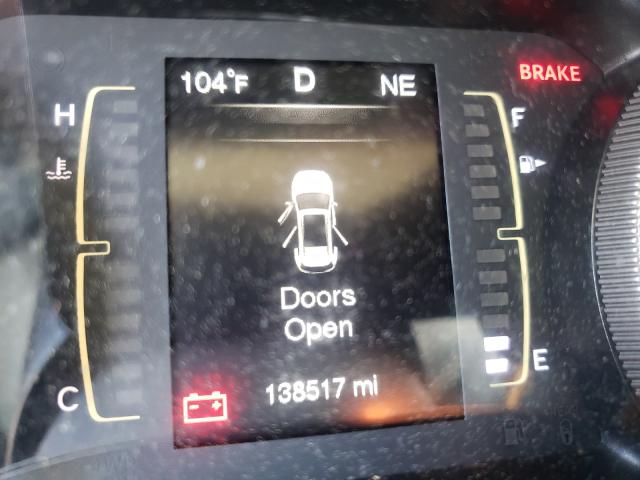 104°F D NE
BRAKE
H
F
Doors
Open
138517 mi
C
E